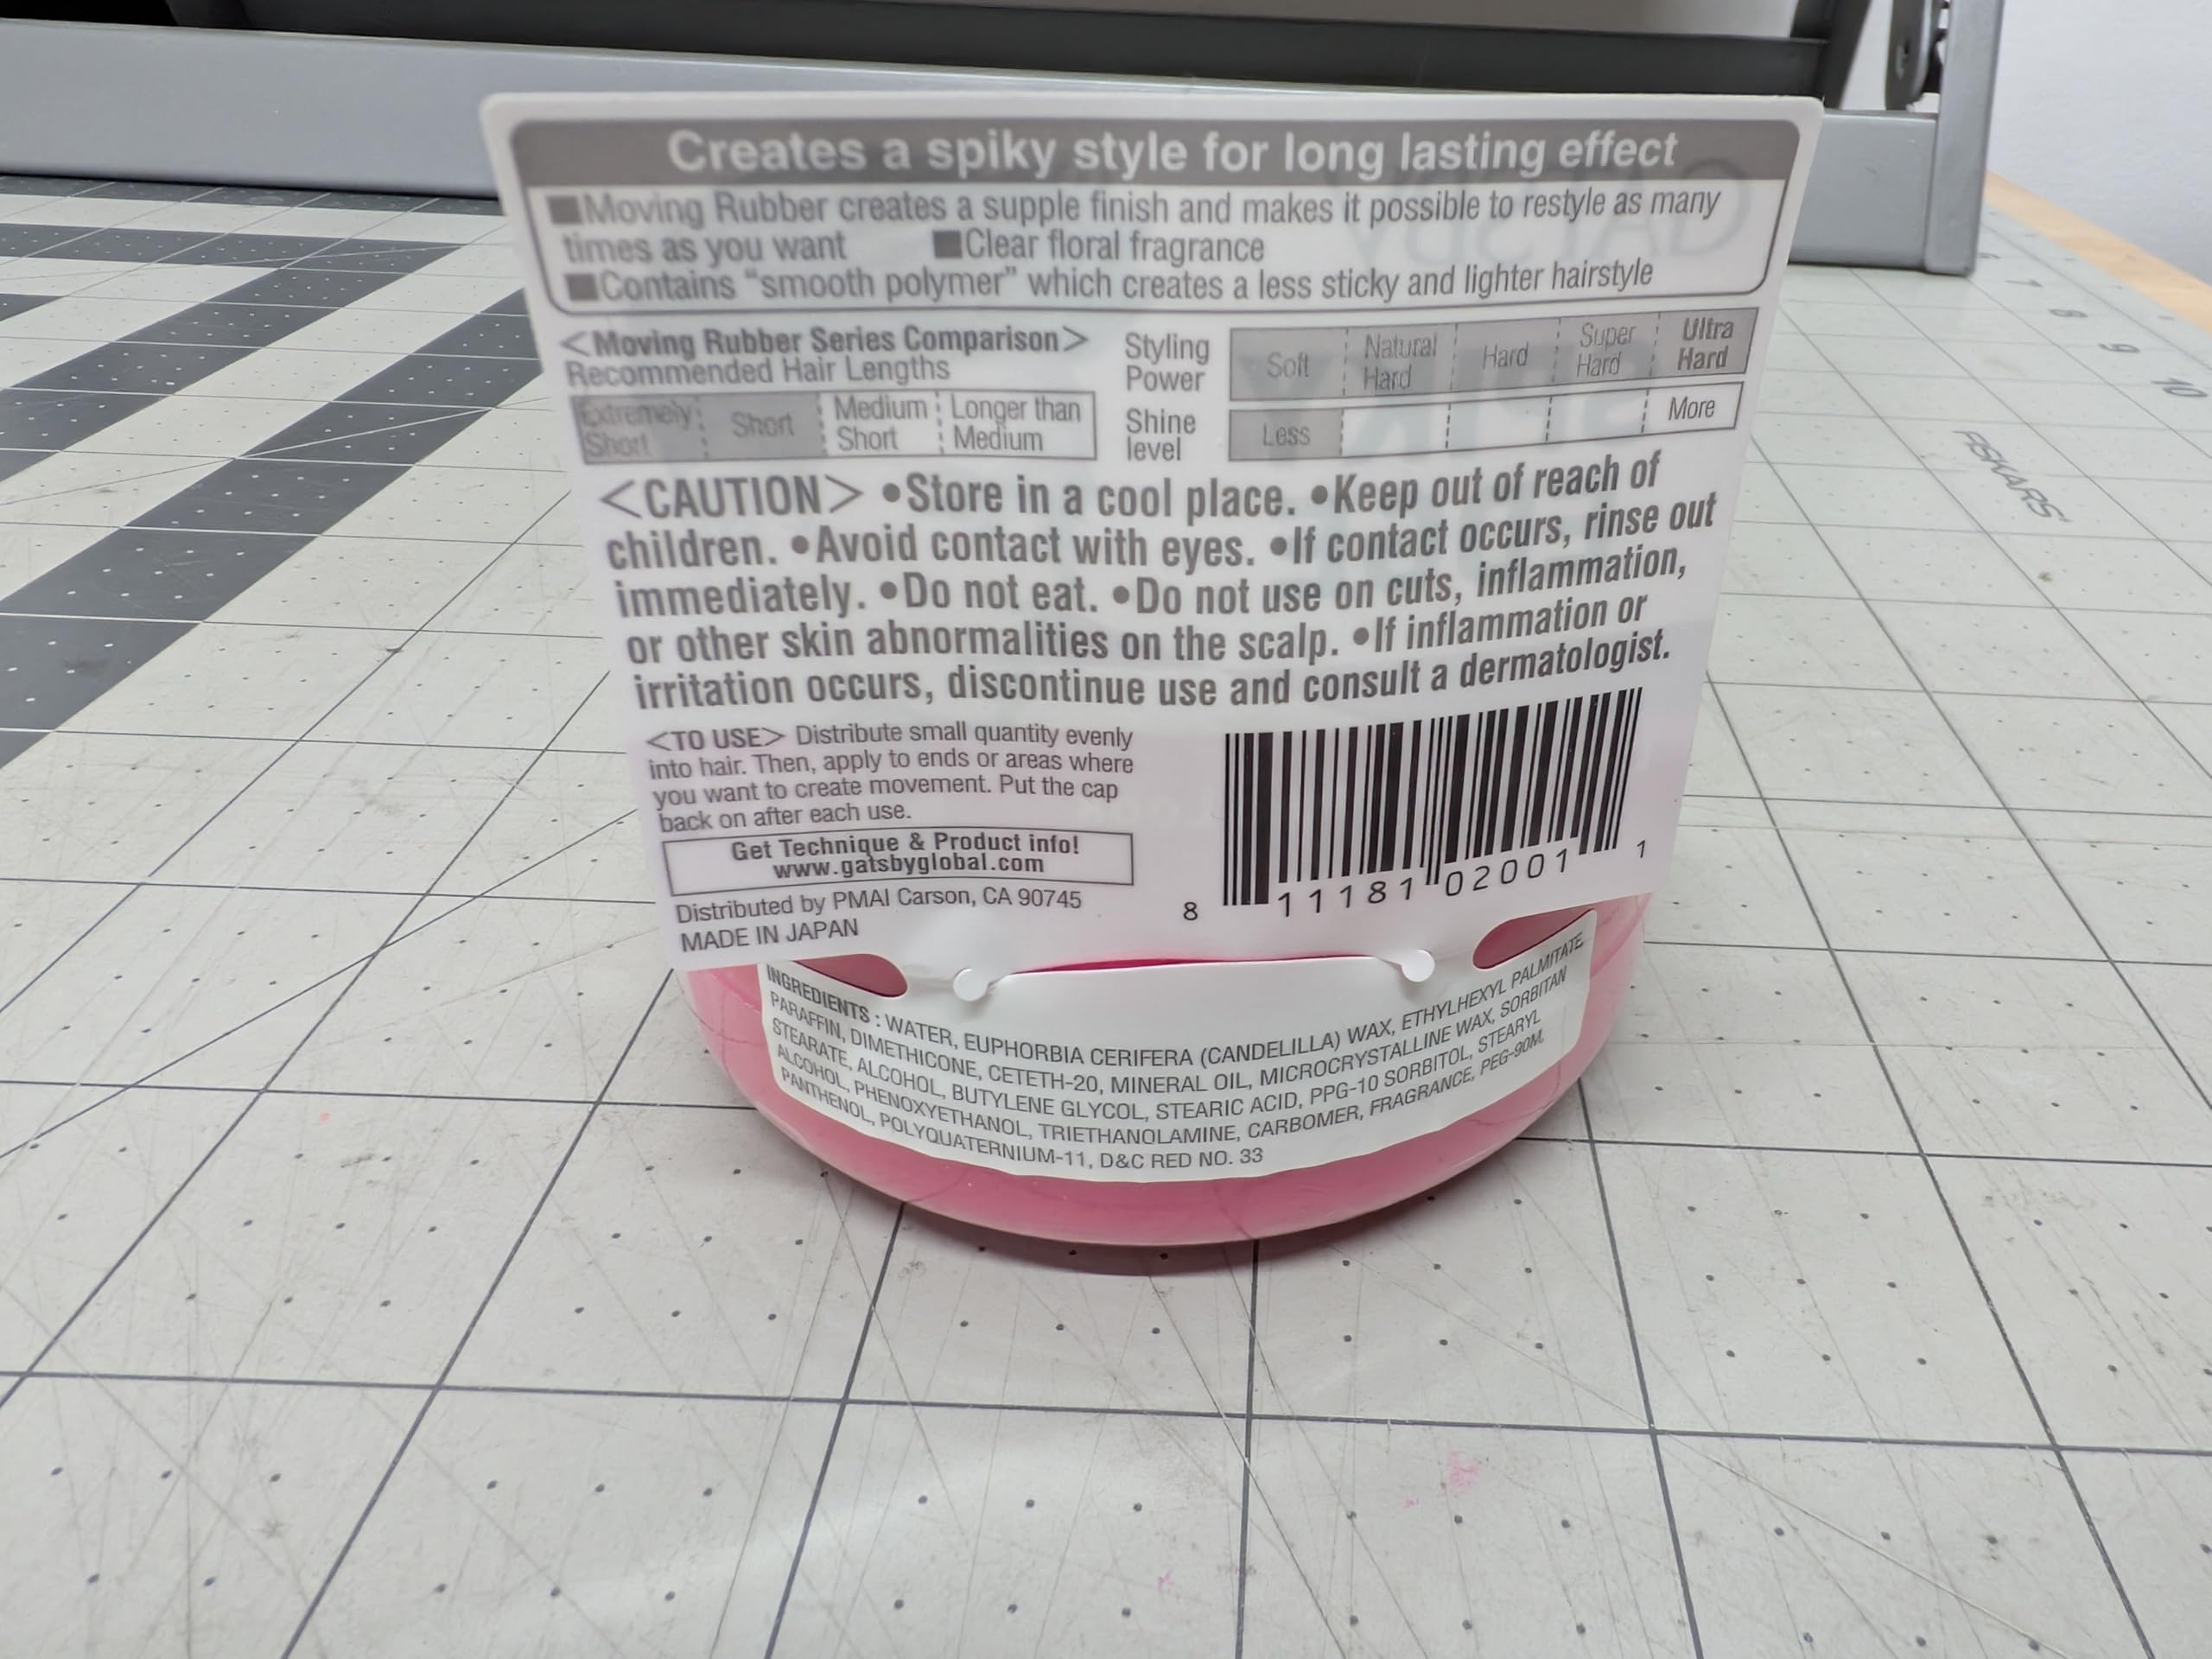 Creates a spiky style for long lasting effect
■Moving Rubber creates a supple finish and makes it possible to restyle as many
times as you want ■Clear floral fragrance
■Contains “smooth polymer” which creates a less sticky and lighter hairstyle
<Moving Rubber Series Comparison>
Recommended Hair Lengths
Extremely Short
Short
Medium Short
Longer than Medium
Styling Power
Soft
Natural Hard
Hard
Super Hard
Ultra Hard
Shine level
Less
More
<CAUTION> •Store in a cool place. •Keep out of reach of
children. •Avoid contact with eyes. •If contact occurs, rinse out
immediately. •Do not eat. •Do not use on cuts, inflammation,
or other skin abnormalities on the scalp. •If inflammation or
irritation occurs, discontinue use and consult a dermatologist.
<TO USE> Distribute small quantity evenly
into hair. Then, apply to ends or areas where
you want to create movement. Put the cap
back on after each use.
Get Technique & Product info!
www.gatsbyglobal.com
Distributed by PMAI Carson, CA 90745
MADE IN JAPAN
8 11181 02001 1
INGREDIENTS : WATER, EUPHORBIA CERIFERA (CANDELILLA) WAX, ETHYLHEXYL PALMITATE
PARAFFIN, DIMETHICONE, CETETH-20, MINERAL OIL, MICROCRYSTALLINE WAX, SORBITAN
STEARATE, ALCOHOL, BUTYLENE GLYCOL, STEARIC ACID, PPG-10 SORBITOL, STEARYL
ALCOHOL, PHENOXYETHANOL, TRIETHANOLAMINE, CARBOMER, FRAGRANCE, PEG-90M,
PANTHENOL, POLYQUATERNIUM-11, D&C RED NO. 33
7
8
9
10
FISKARS